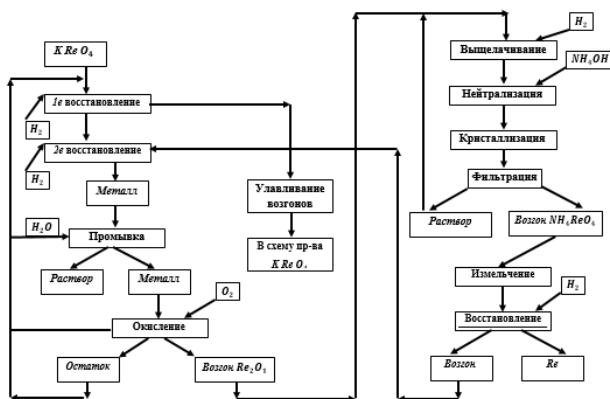 K Re O₄
1е восстановление
H₂
2е восстановление
H₂
Металл
H₂O
Промывка
Раствор
Металл
O₂
Окисление
Остаток
Возгон Re₂O₇
Улавливание
возгонов
В схему пр-ва
K Re O₄
H₂
Выщелачивание
NH₄OH
Нейтрализация
Кристаллизация
Фильтрация
Раствор
Возгон NH₄ReO₄
Измельчение
H₂
Восстановление
Возгон
Re